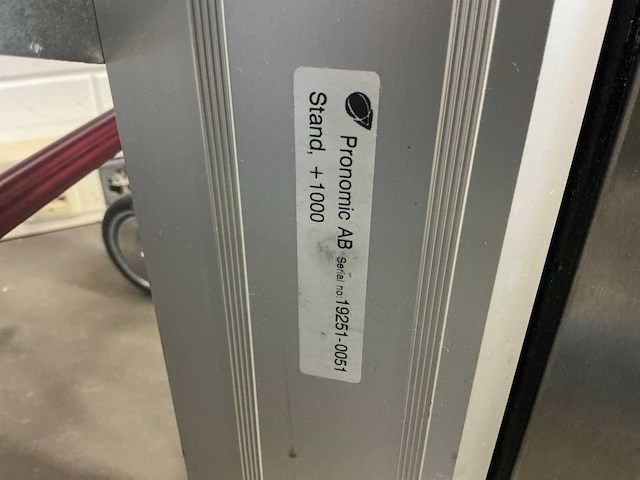 Pronomic AB Serial no: 19251-0051
Stand, +1000